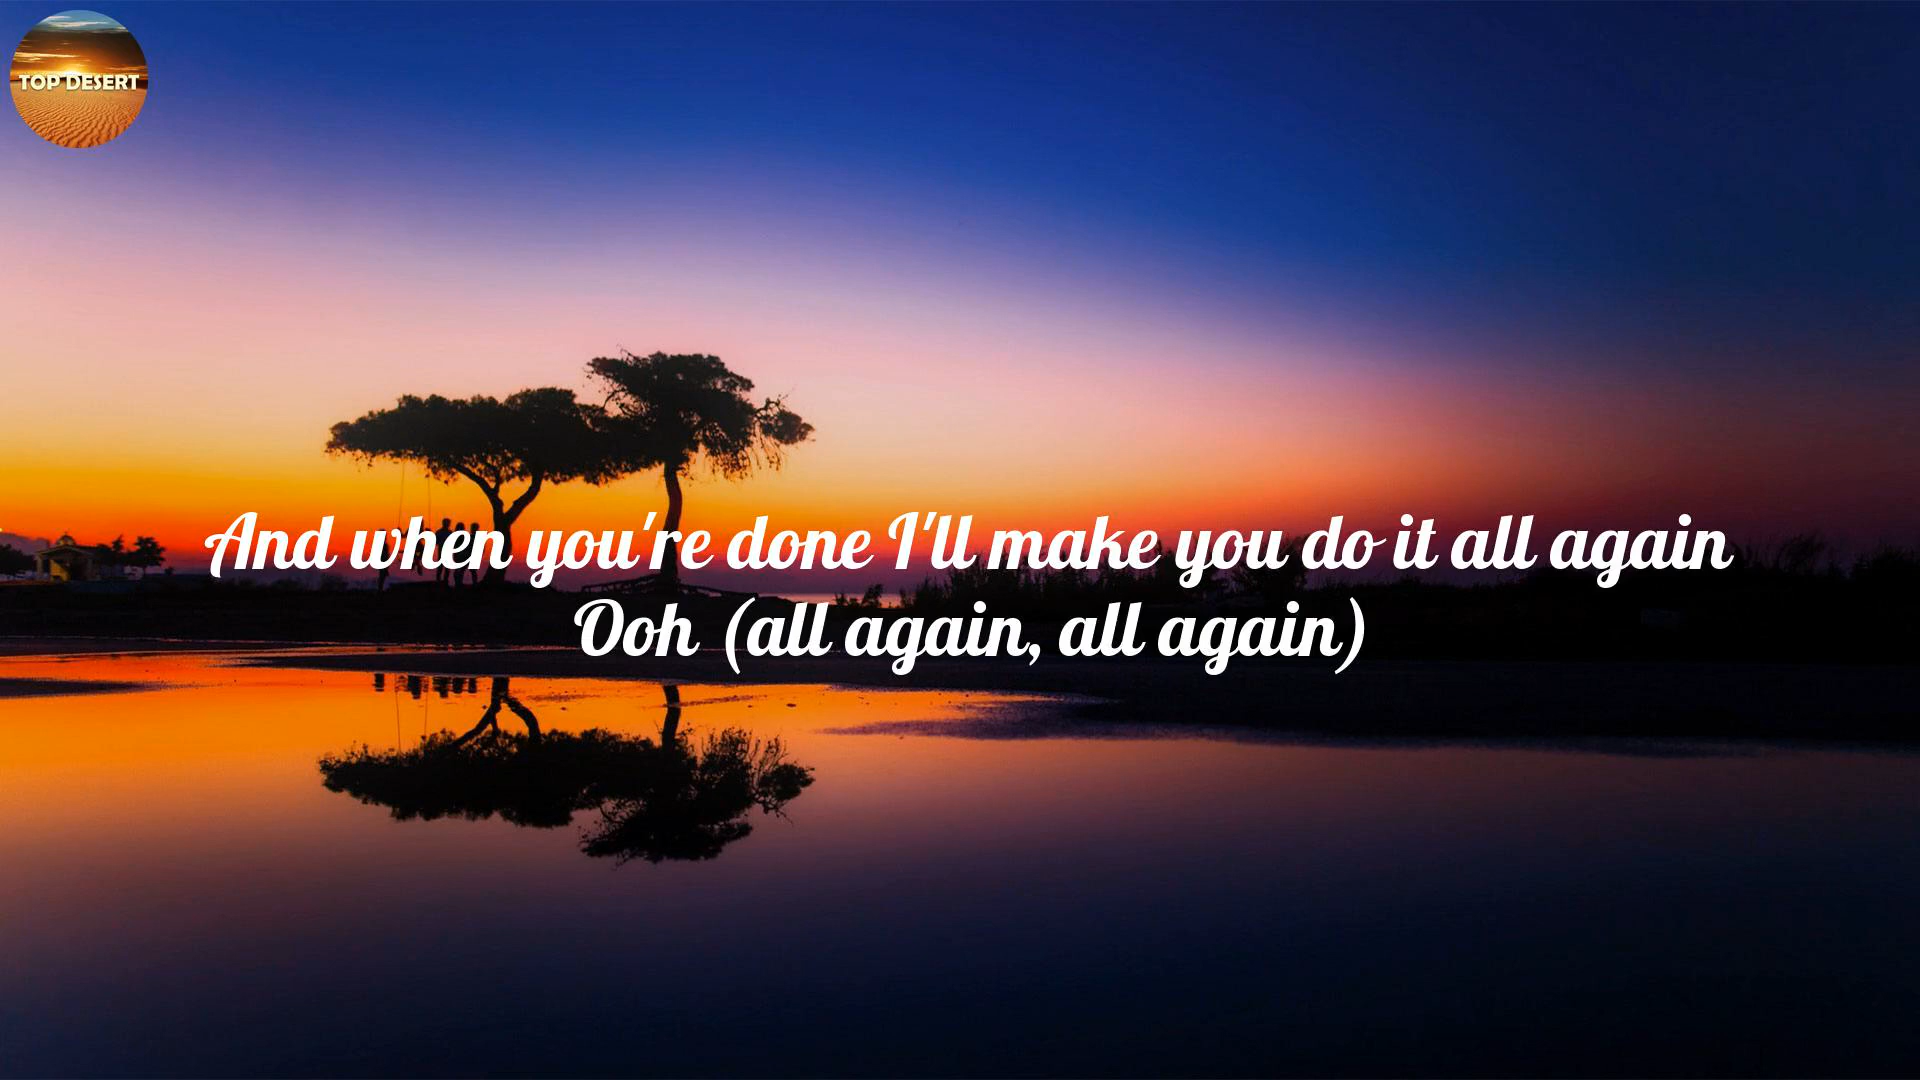 TOP DESERT
And when you're done I'll make you do it all again
Ooh (all again, all again)